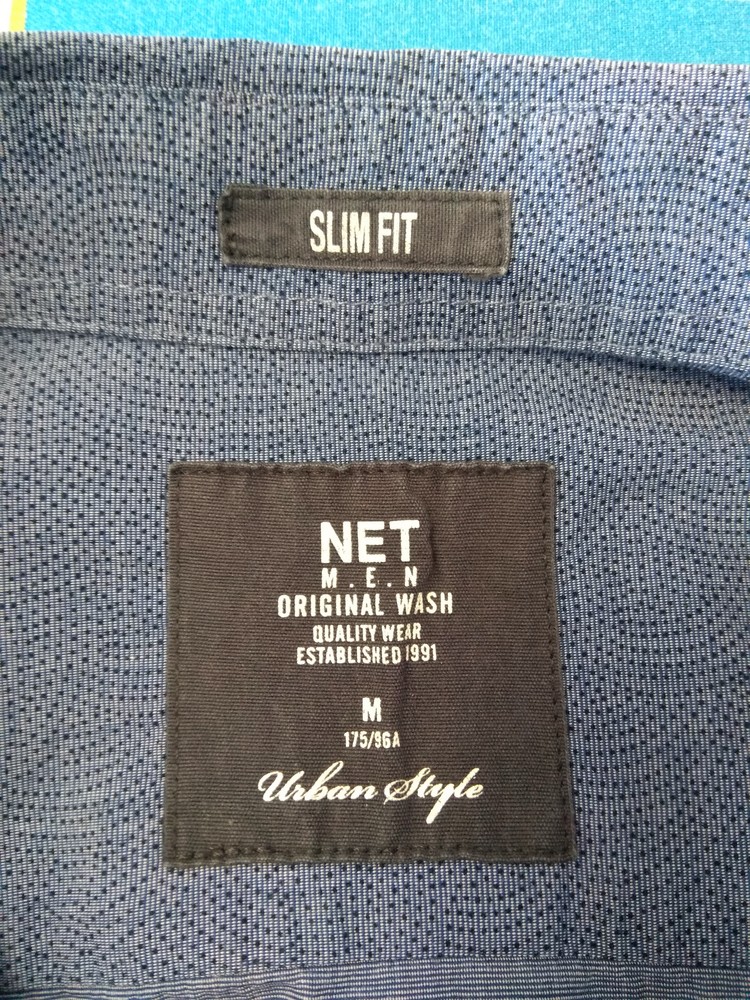 SLIM FIT
NET
M.E.N
ORIGINAL WASH
QUALITY WEAR
ESTABLISHED 1991
M
175/96A
Urban Style